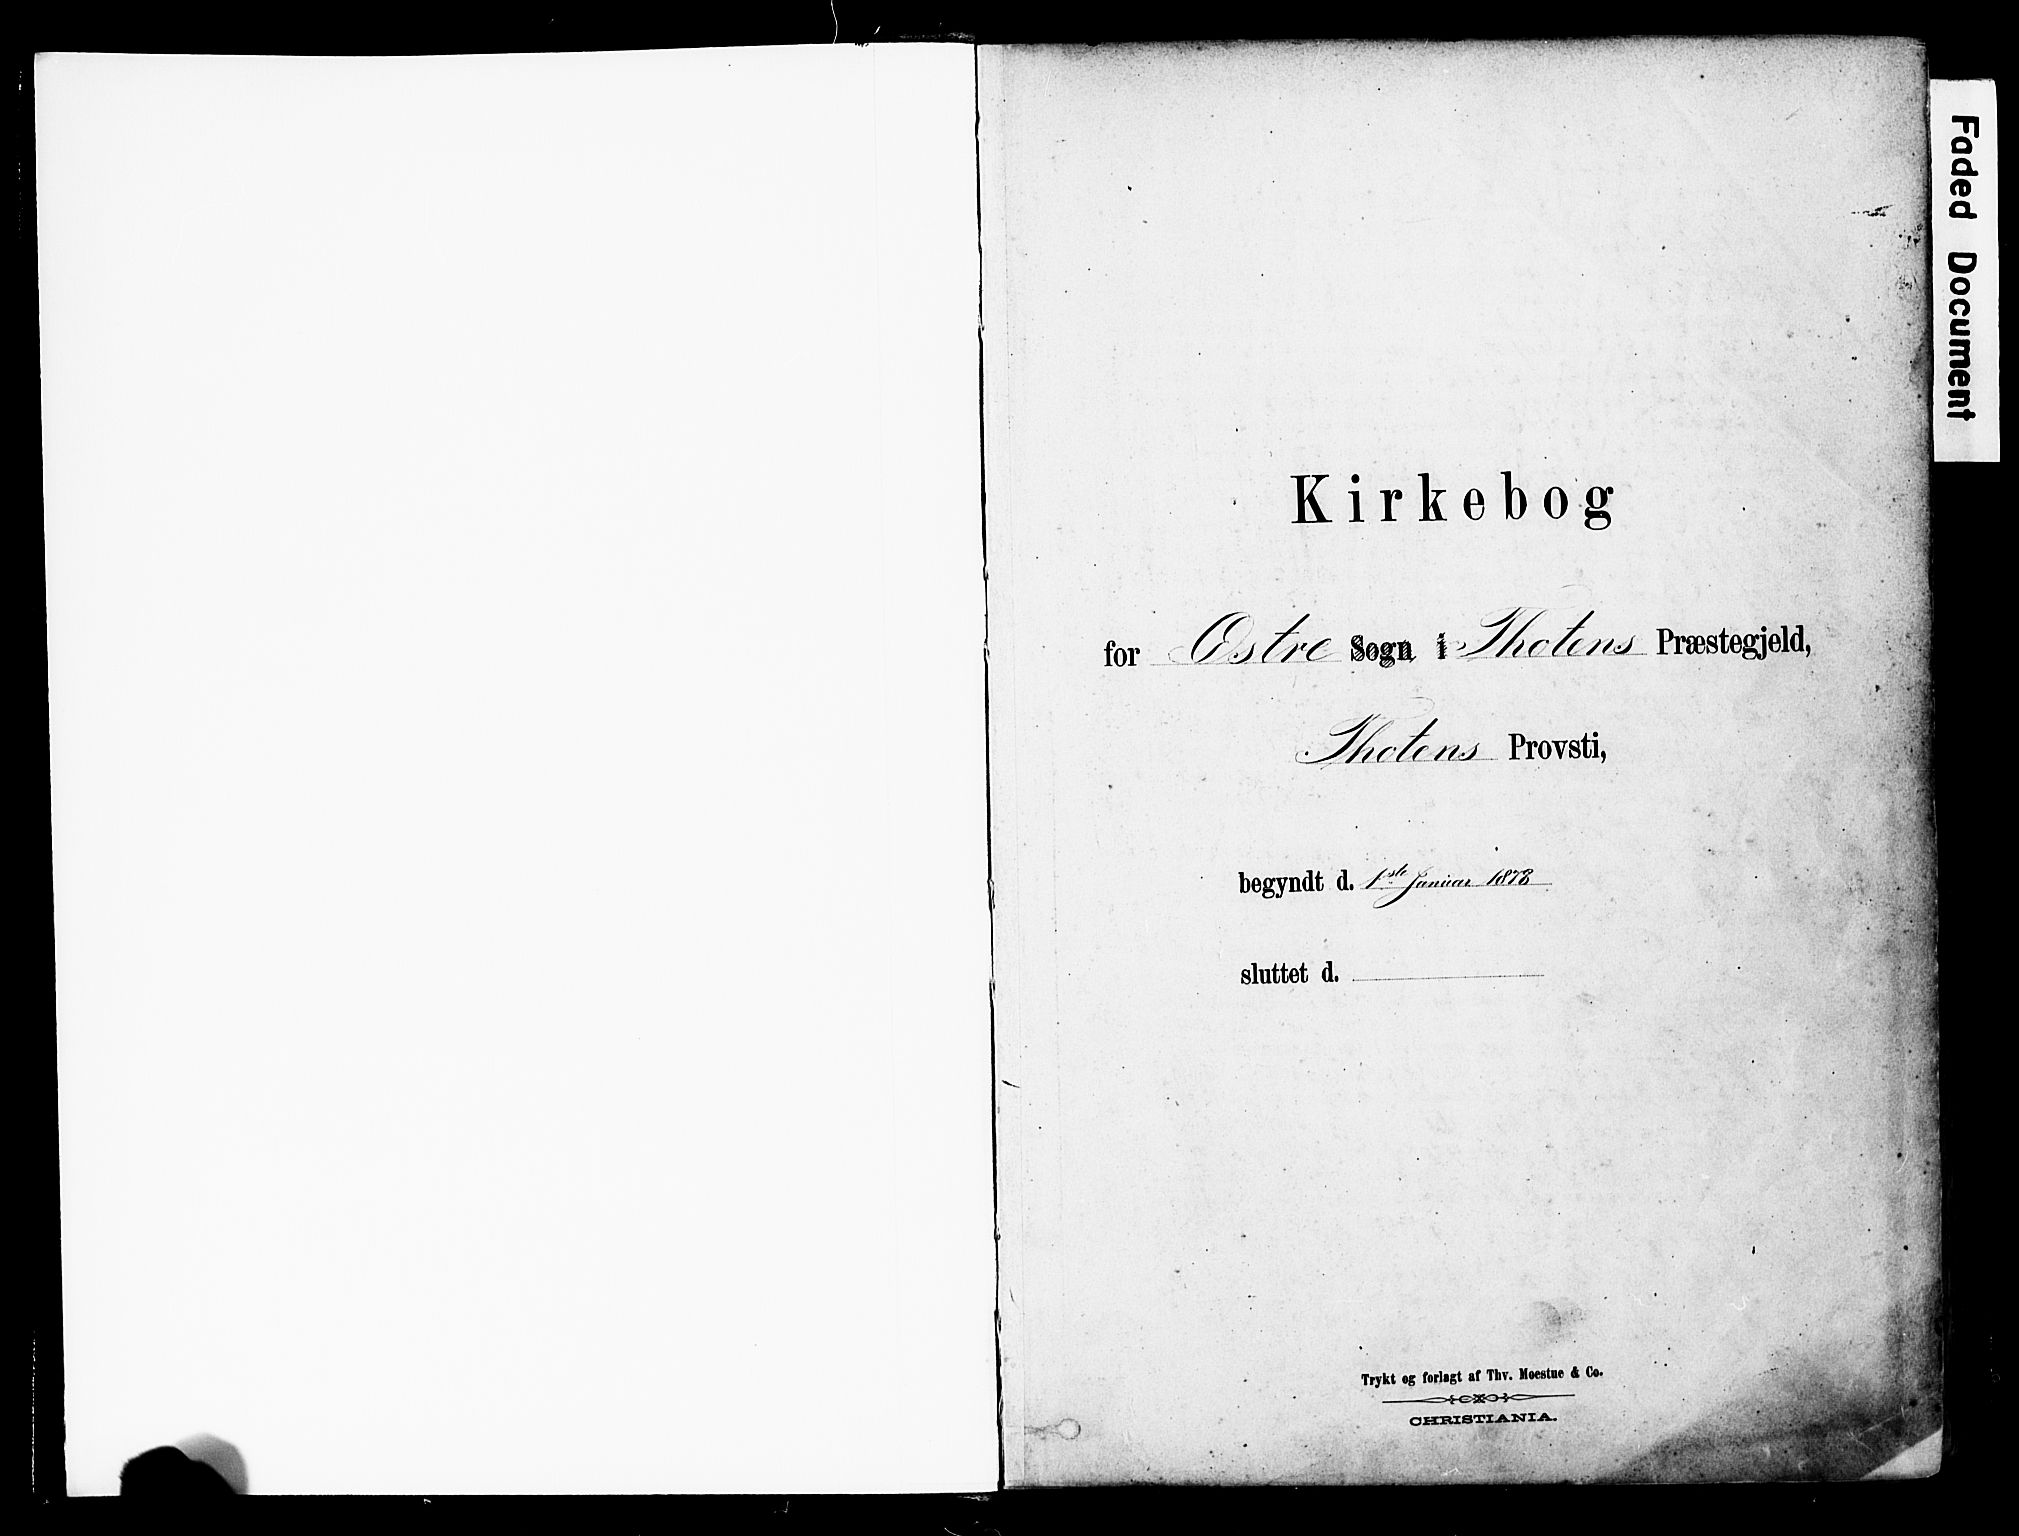 Kirkebog
for Østre Sogn i Thotens Præstegjeld,
Thotens Provsti,
begyndt d. 1ste Januar 1878
sluttet d.
Trykt og forlagt af Thv. Moestue & Co.
CHRISTIANIA.
Faded Document